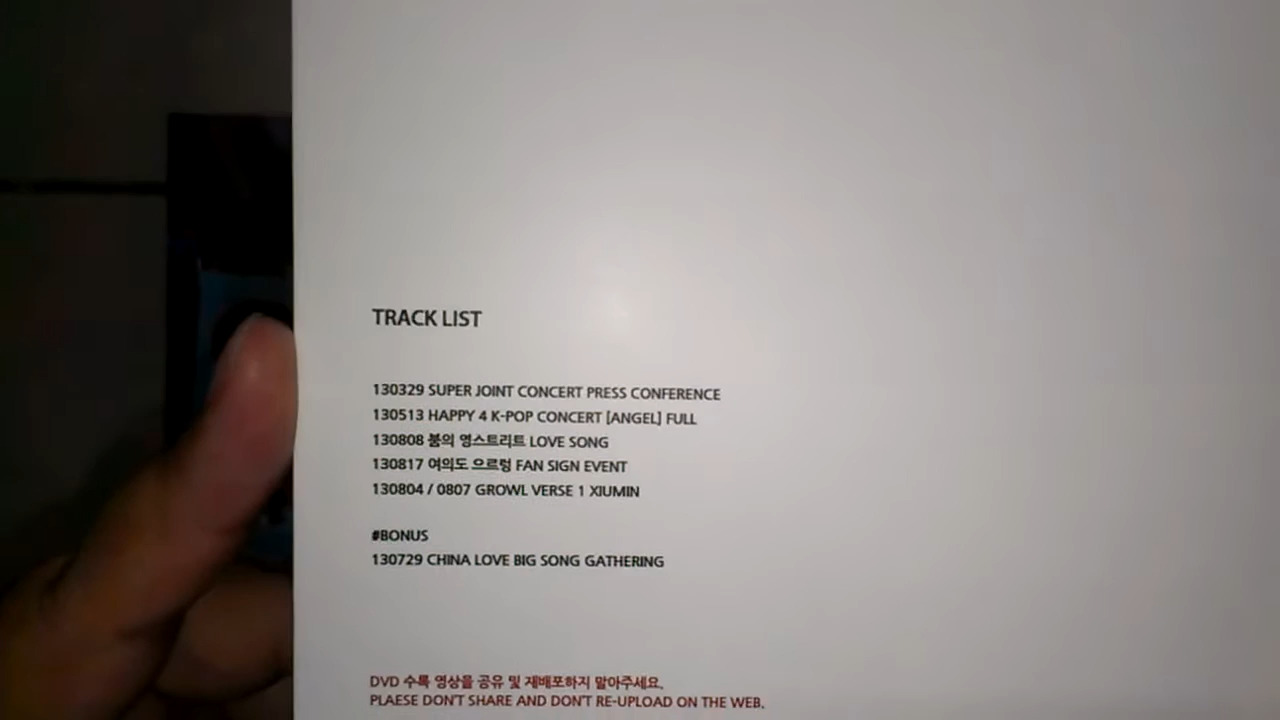 TRACK LIST
130329 SUPER JOINT CONCERT PRESS CONFERENCE
130513 HAPPY 4 K-POP CONCERT [ANGEL] FULL
130808 붐의 영스트리트 LOVE SONG
130817 여의도 으르렁 FAN SIGN EVENT
130804 / 0807 GROWL VERSE 1 XIUMIN
#BONUS
130729 CHINA LOVE BIG SONG GATHERING
DVD 수록 영상을 공유 및 재배포하지 말아주세요.
PLAESE DON'T SHARE AND DON'T RE-UPLOAD ON THE WEB.